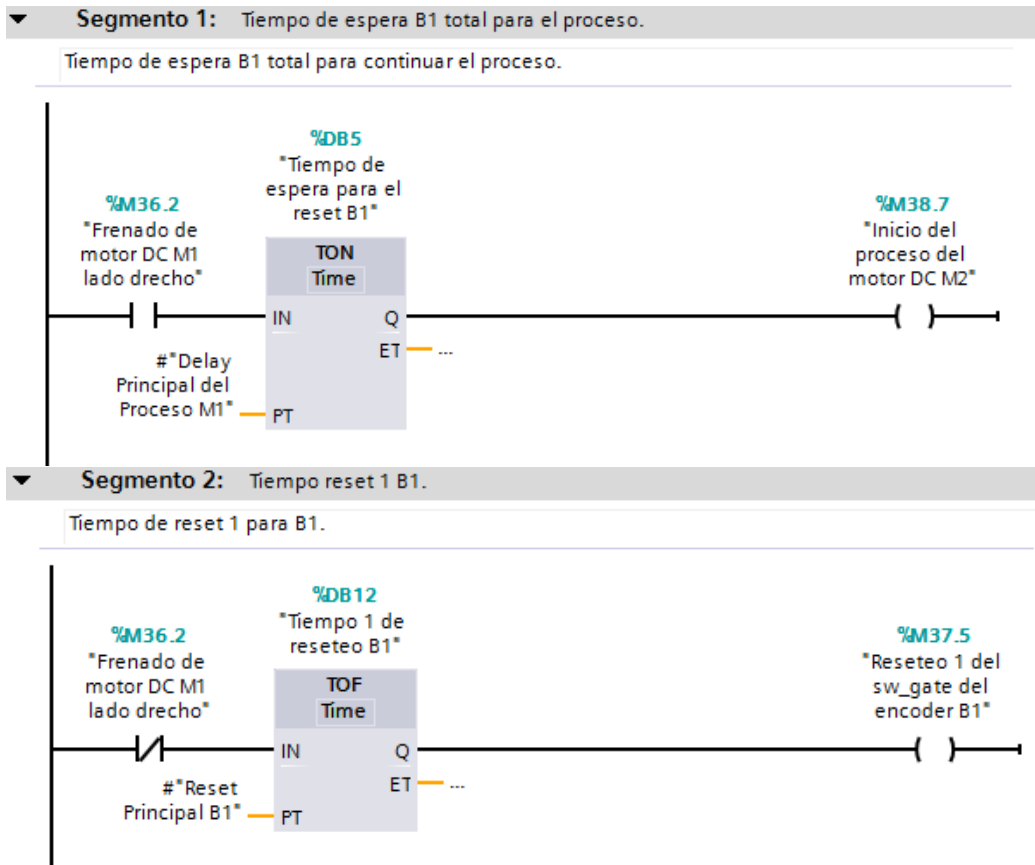 Segmento 1: Tiempo de espera B1 total para el proceso.
Tiempo de espera B1 total para continuar el proceso.
%DB5
"Tiempo de
espera para el
reset B1"
%M36.2
"Frenado de
motor DC M1
lado drecho"
TON
Time
IN
Q
ET
...
#"Delay
Principal del
Proceso M1"
PT
%M38.7
"Inicio del
proceso del
motor DC M2"
Segmento 2: Tiempo reset 1 B1.
Tiempo de reset 1 para B1.
%DB12
"Tiempo 1 de
reseteo B1"
%M36.2
"Frenado de
motor DC M1
lado drecho"
TOF
Time
IN
Q
ET
...
#"Reset
Principal B1"
PT
%M37.5
"Reseteo 1 del
sw_gate del
encoder B1"